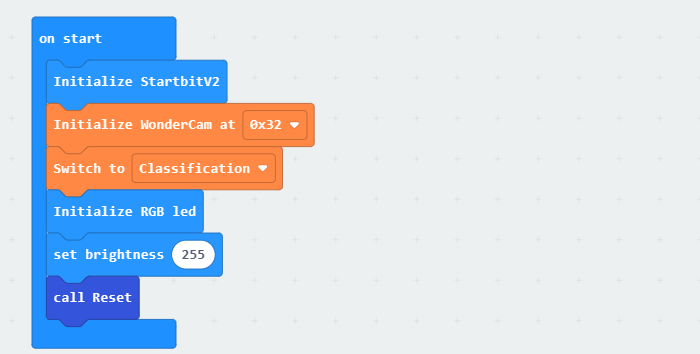 on start
Initialize StartbitV2
Initialize WonderCam at 0x32
Switch to Classification
Initialize RGB led
set brightness 255
call Reset